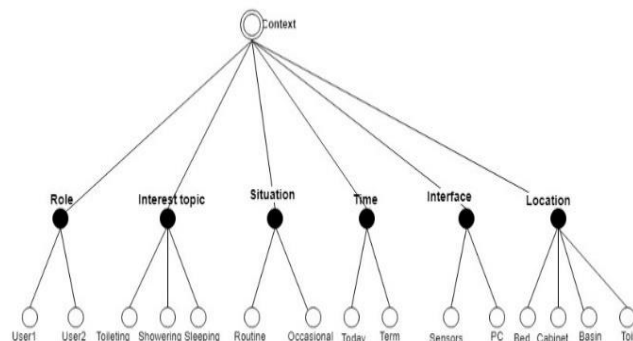 Context
Role Interest topic Situation Time Interface Location
User1 User2 Toileting Showering Sleeping Routine Occasional Today Term Sensors PC Bed Cabinet Basin Toil